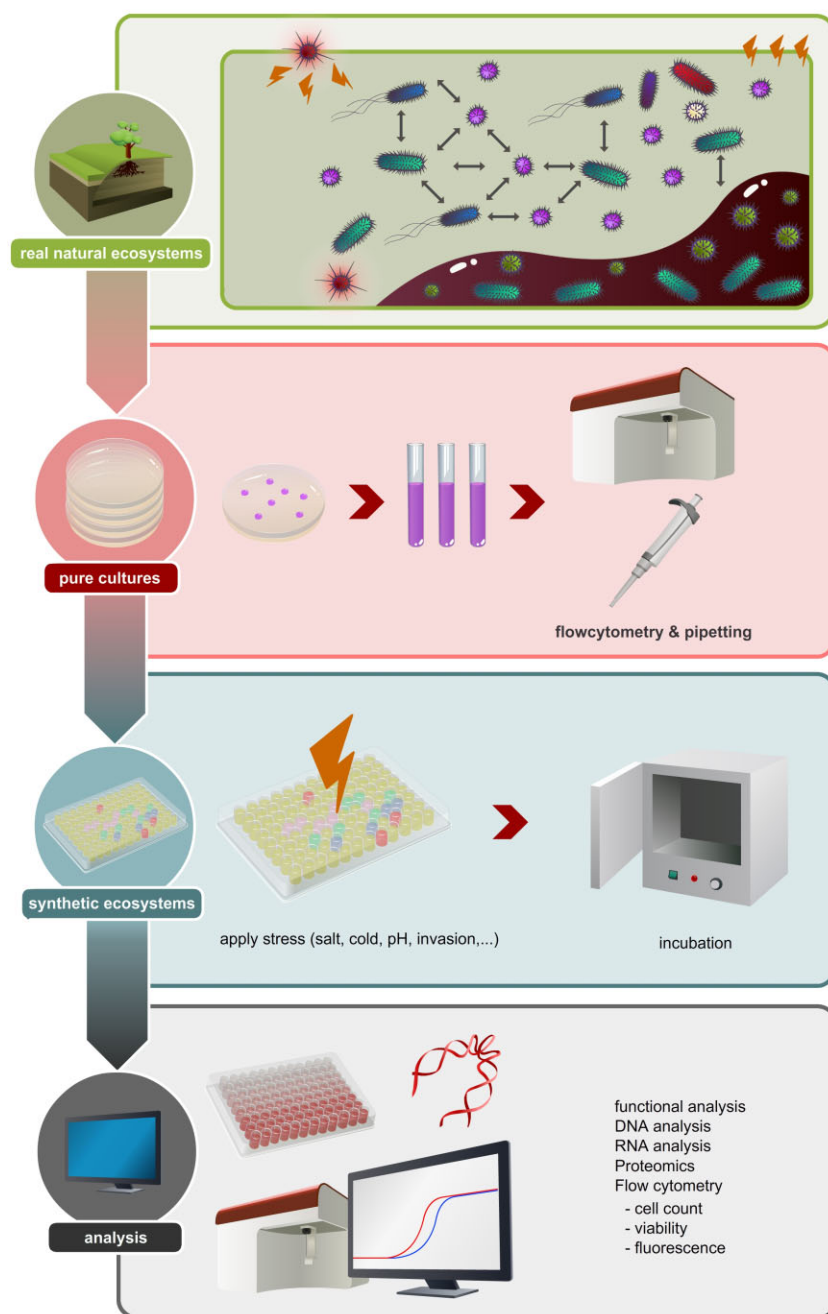 real natural ecosystems
pure cultures
flowcytometry & pipetting
synthetic ecosystems
apply stress (salt, cold, pH, invasion,...)
incubation
analysis
functional analysis
DNA analysis
RNA analysis
Proteomics
Flow cytometry
- cell count
- viability
- fluorescence